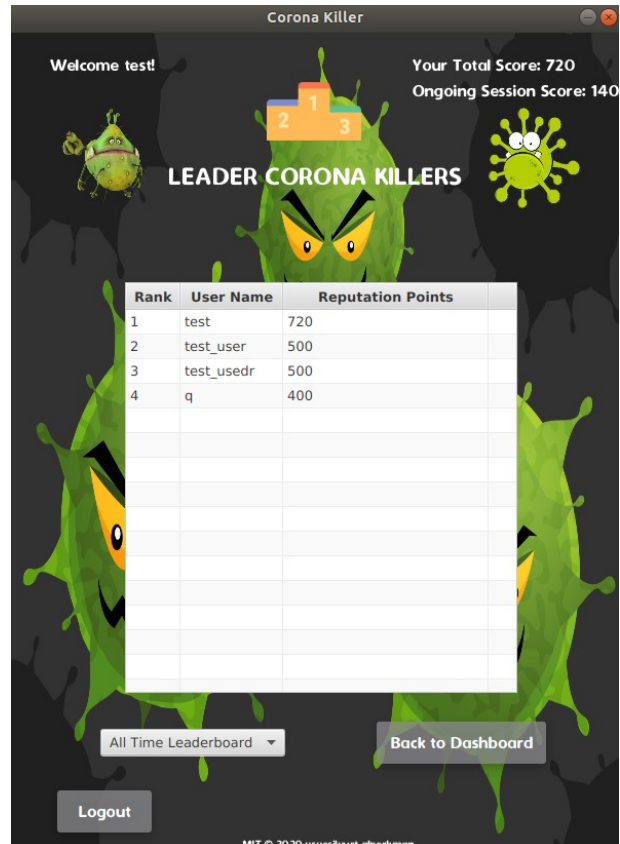 Corona Killer
Welcome test!
Your Total Score: 720
Ongoing Session Score: 140
1
2
3
LEADER CORONA KILLERS
Rank User Name Reputation Points
1 test 720
2 test_user 500
3 test_usedr 500
4 q 400
All Time Leaderboard
Back to Dashboard
Logout
MIT © 2020